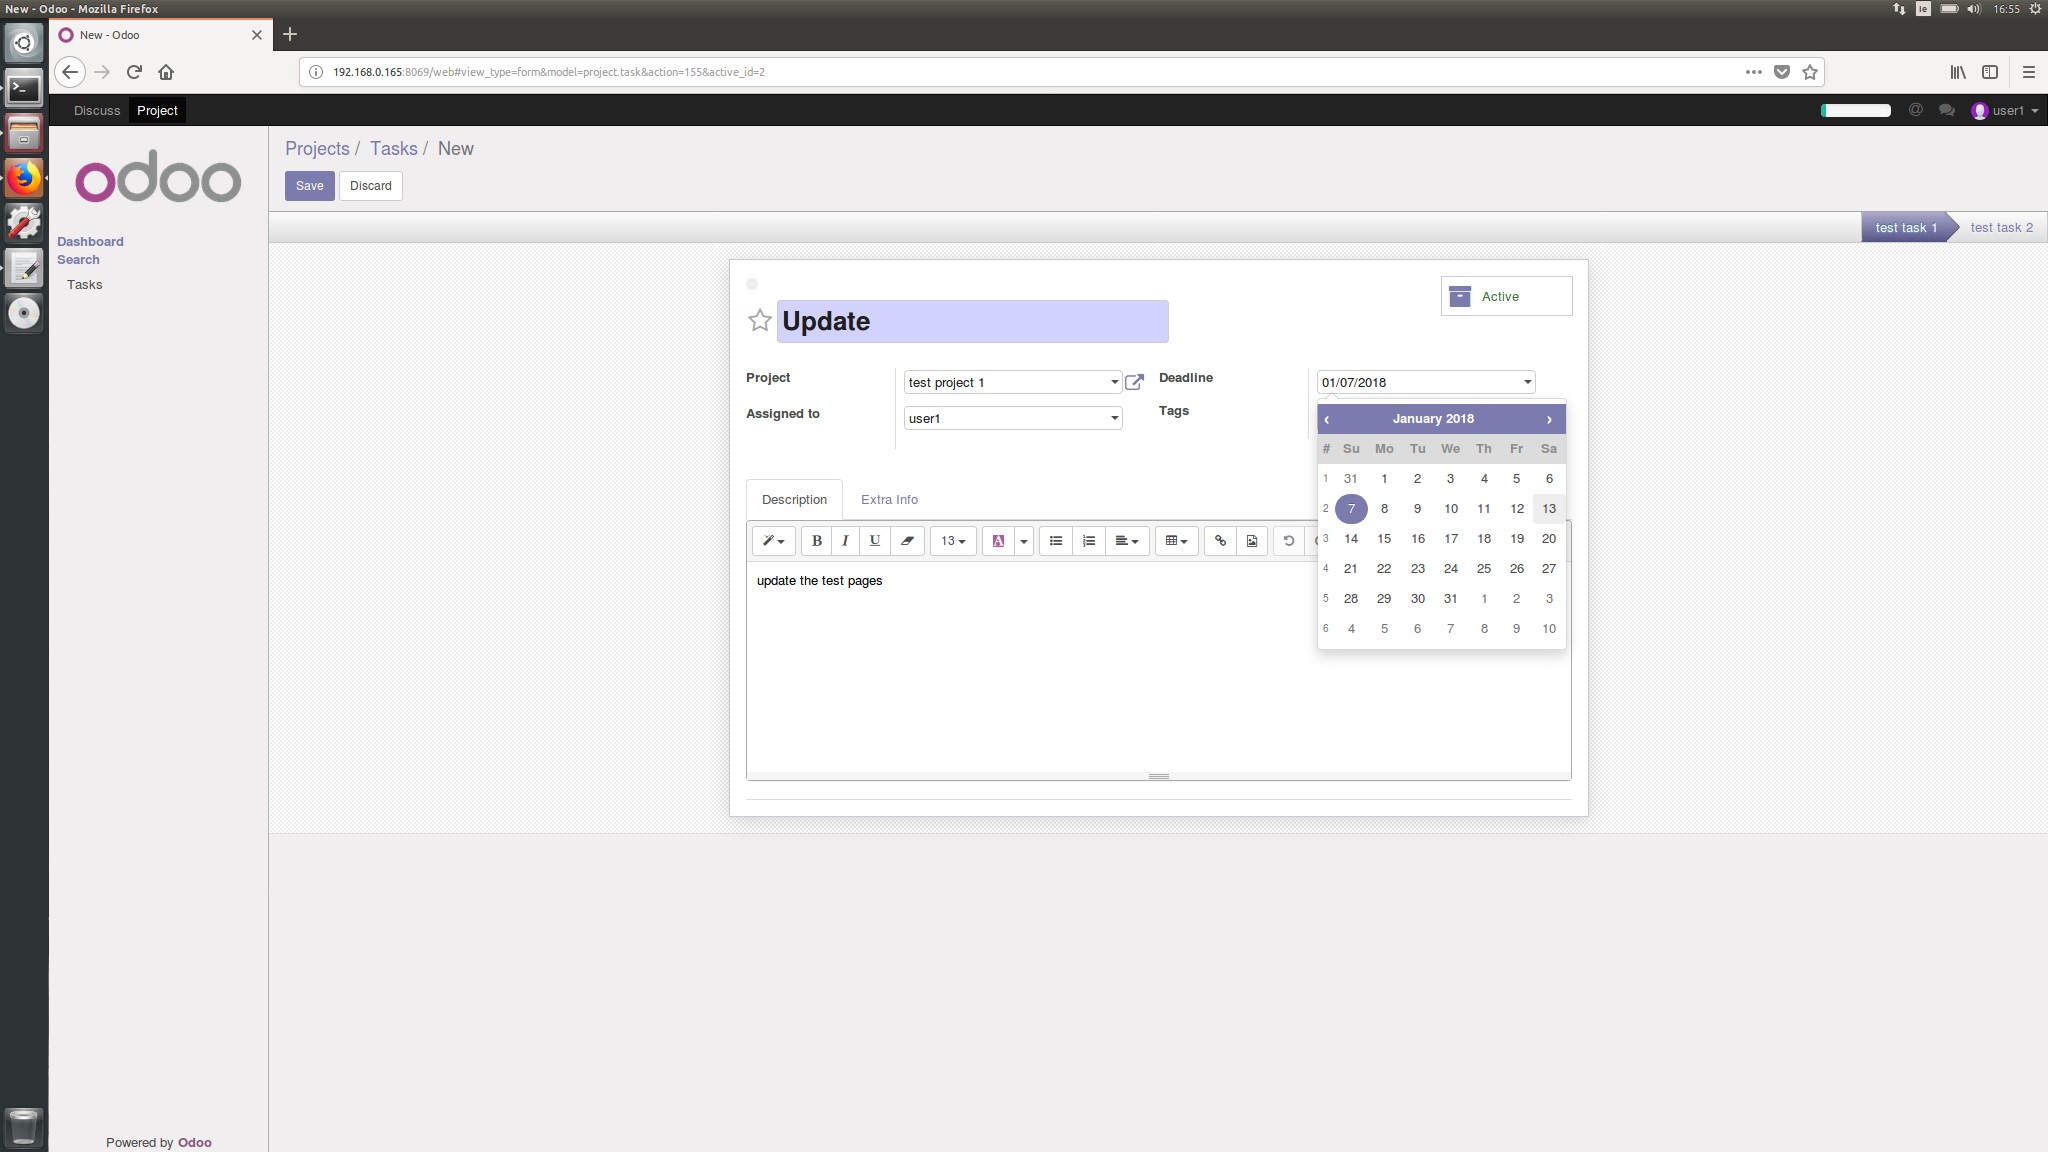 New - Odoo - Mozilla Firefox
Ie
16:55
New - Odoo
192.168.0.165:8069/web#view_type=form&model=project.task&action=155&active_id=2
Discuss Project
user1
odoo
Dashboard
Search
Tasks
Projects / Tasks / New
Save Discard
test task 1 test task 2
Active
Update
Project test project 1
Deadline 01/07/2018
Assigned to user1
Tags
‹ January 2018 ›
# Su Mo Tu We Th Fr Sa
1 31 1 2 3 4 5 6
2 7 8 9 10 11 12 13
3 14 15 16 17 18 19 20
4 21 22 23 24 25 26 27
5 28 29 30 31 1 2 3
6 4 5 6 7 8 9 10
Description Extra Info
B I U 13 A
update the test pages
Powered by Odoo